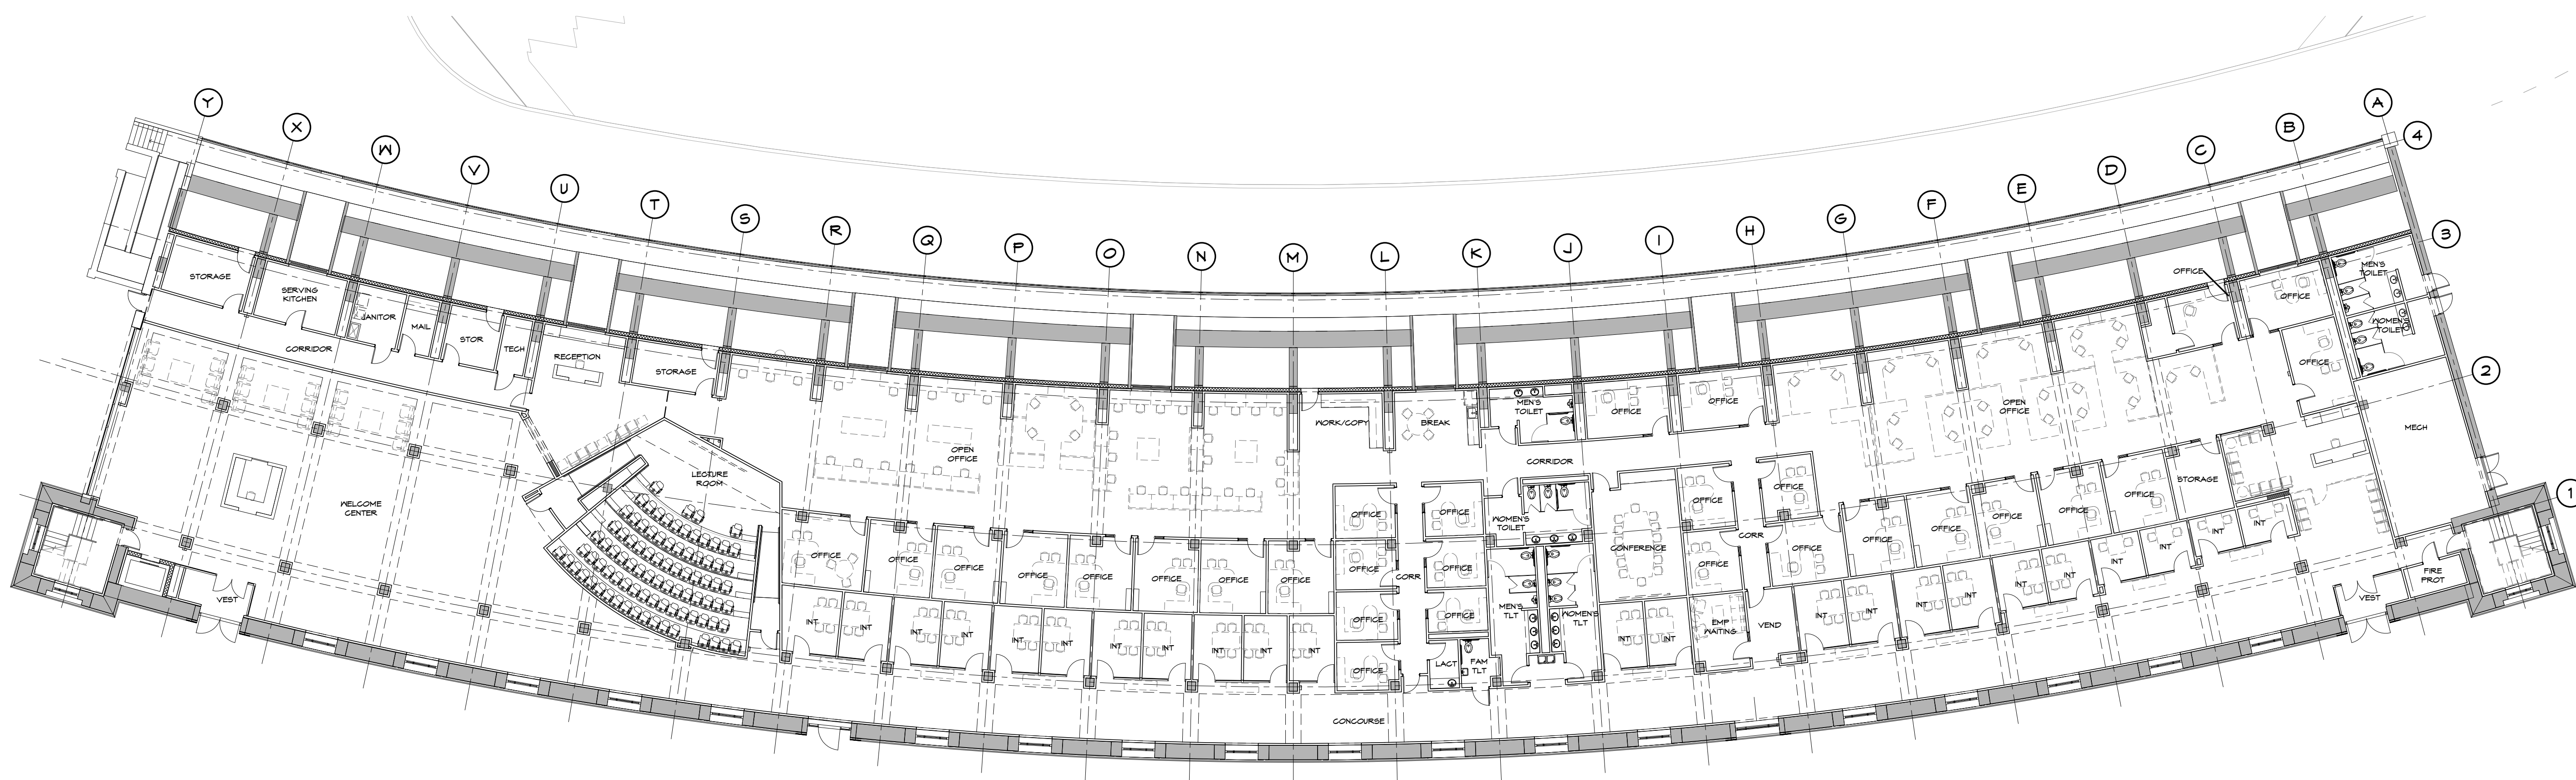 Y
X
W
V
U
T
S
R
Q
P
O
N
M
L
K
J
I
H
G
F
E
D
C
B
A
4
3
2
1
STORAGE
SERVING
KITCHEN
JANITOR
MAIL
STOR
TECH
RECEPTION
STORAGE
CORRIDOR
WELCOME
CENTER
VEST
LECTURE
ROOM
OPEN
OFFICE
WORK/COPY
BREAK
MEN'S
TOILET
OFFICE
OFFICE
CORRIDOR
OPEN
OFFICE
OFFICE
OFFICE
OFFICE
MEN'S
TOILET
WOMEN'S
TOILET
MECH
OFFICE
OFFICE
OFFICE
OFFICE
OFFICE
OFFICE
OFFICE
OFFICE
INT
INT
INT
INT
INT
INT
INT
INT
INT
INT
INT
OFFICE
OFFICE
OFFICE
OFFICE
CORR
OFFICE
OFFICE
OFFICE
LACT
FAM
TLT
WOMEN'S
TOILET
MEN'S
TLT
WOMEN'S
TLT
CONFERENCE
INT
INT
OFFICE
OFFICE
CORR
OFFICE
OFFICE
EMP
WAITING
VEND
OFFICE
OFFICE
OFFICE
OFFICE
OFFICE
STORAGE
INT
INT
INT
INT
INT
INT
INT
INT
INT
INT
VEST
FIRE
PROT
CONCOURSE